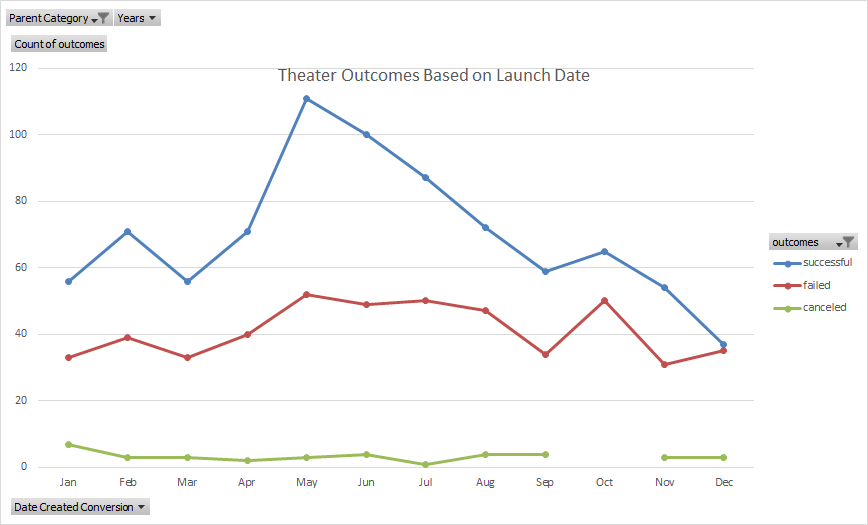 Parent Category Years
Count of outcomes
Theater Outcomes Based on Launch Date
120
100
80
60
40
20
0
Jan Feb Mar Apr May Jun Jul Aug Sep Oct Nov Dec
outcomes
successful
failed
canceled
Date Created Conversion